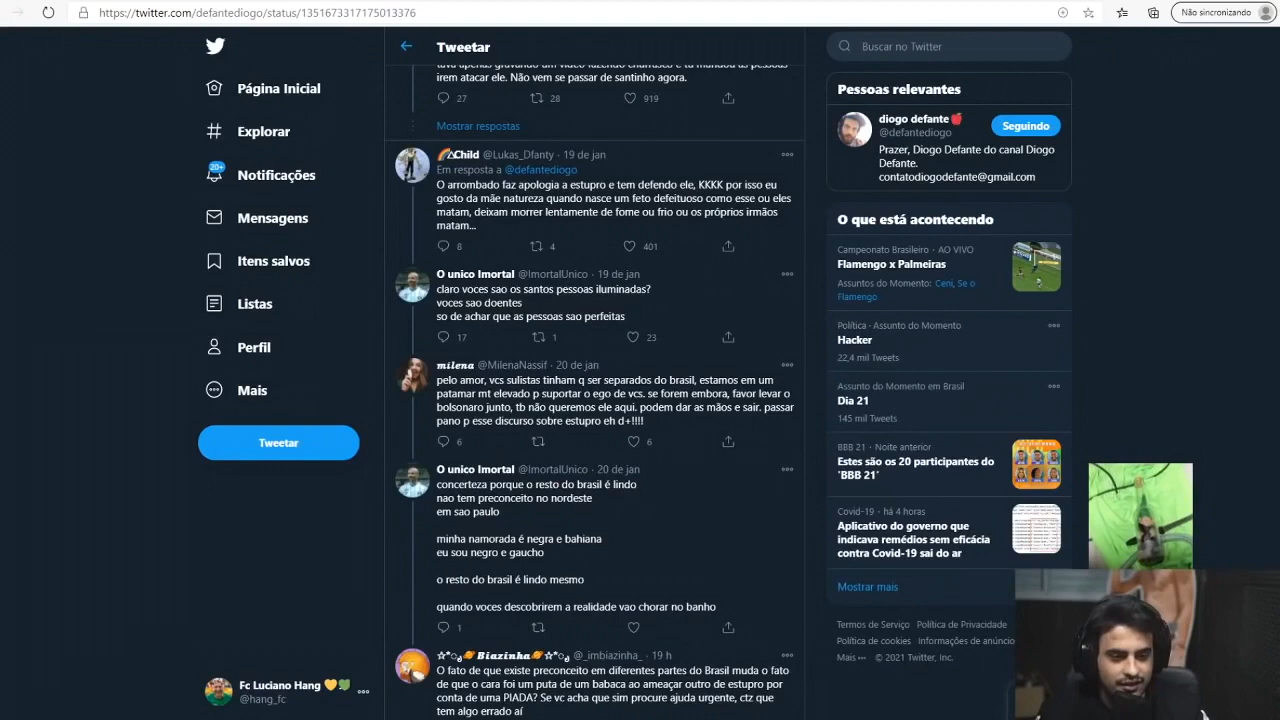 https://twitter.com/defantediogo/status/1351673317175013376
Não sincronizando
Página Inicial
Explorar
20+
Notificações
Mensagens
Itens salvos
Listas
Perfil
Mais
Tweetar
Fc Luciano Hang
@hang_fc
Tweetar
tava apenas gravando um vídeo fazendo churrasco e tu mandou as pessoas
irem atacar ele. Não vem se passar de santinho agora.
27 28 919
Mostrar respostas
Child @Lukas_Dfanty · 19 de jan
Em resposta a @defantediogo
O arrombado faz apologia a estupro e tem defendo ele, KKKK por isso eu
gosto da mãe natureza quando nasce um feto defeituoso como esse ou eles
matam, deixam morrer lentamente de fome ou frio ou os próprios irmãos
matam...
8 4 401
O unico Imortal @ImortalUnico · 19 de jan
claro voces sao os santos pessoas iluminadas?
voces sao doentes
so de achar que as pessoas sao perfeitas
17 1 23
milena @MilenaNassif · 20 de jan
pelo amor, vcs sulistas tinham q ser separados do brasil, estamos em um
patamar mt elevado p suportar o ego de vcs. se forem embora, favor levar o
bolsonaro junto, tb não queremos ele aqui. podem dar as mãos e sair. passar
pano p esse discurso sobre estupro eh d+!!!!
6 6
O unico Imortal @ImortalUnico · 20 de jan
concerteza porque o resto do brasil é lindo
nao tem preconceito no nordeste
em sao paulo
minha namorada é negra e bahiana
eu sou negro e gaucho
o resto do brasil é lindo mesmo
quando voces descobrirem a realidade vao chorar no banho
1
Biazinha @_imbiazinha_ · 19 h
O fato de que existe preconceito em diferentes partes do Brasil muda o fato
de que o cara foi um puta de um babaca ao ameaçar outro de estupro por
conta de uma PIADA? Se vc acha que sim procure ajuda urgente, ctz que
tem algo errado aí
Buscar no Twitter
Pessoas relevantes
diogo defante
@defantediogo
Seguindo
Prazer, Diogo Defante do canal Diogo
Defante.
contatodiogodefante@gmail.com
O que está acontecendo
Campeonato Brasileiro · AO VIVO
Flamengo x Palmeiras
Assuntos do Momento: Ceni, Se o
Flamengo
Política · Assunto do Momento
Hacker
22,4 mil Tweets
Assunto do Momento em Brasil
Dia 21
145 mil Tweets
BBB 21 · Noite anterior
Estes são os 20 participantes do
'BBB 21'
Covid-19 · há 4 horas
Aplicativo do governo que
indicava remédios sem eficácia
contra Covid-19 sai do ar
Mostrar mais
Termos de Serviço Política de Privacidade
Política de cookies Informações de anúncio
Mais ··· © 2021 Twitter, Inc.